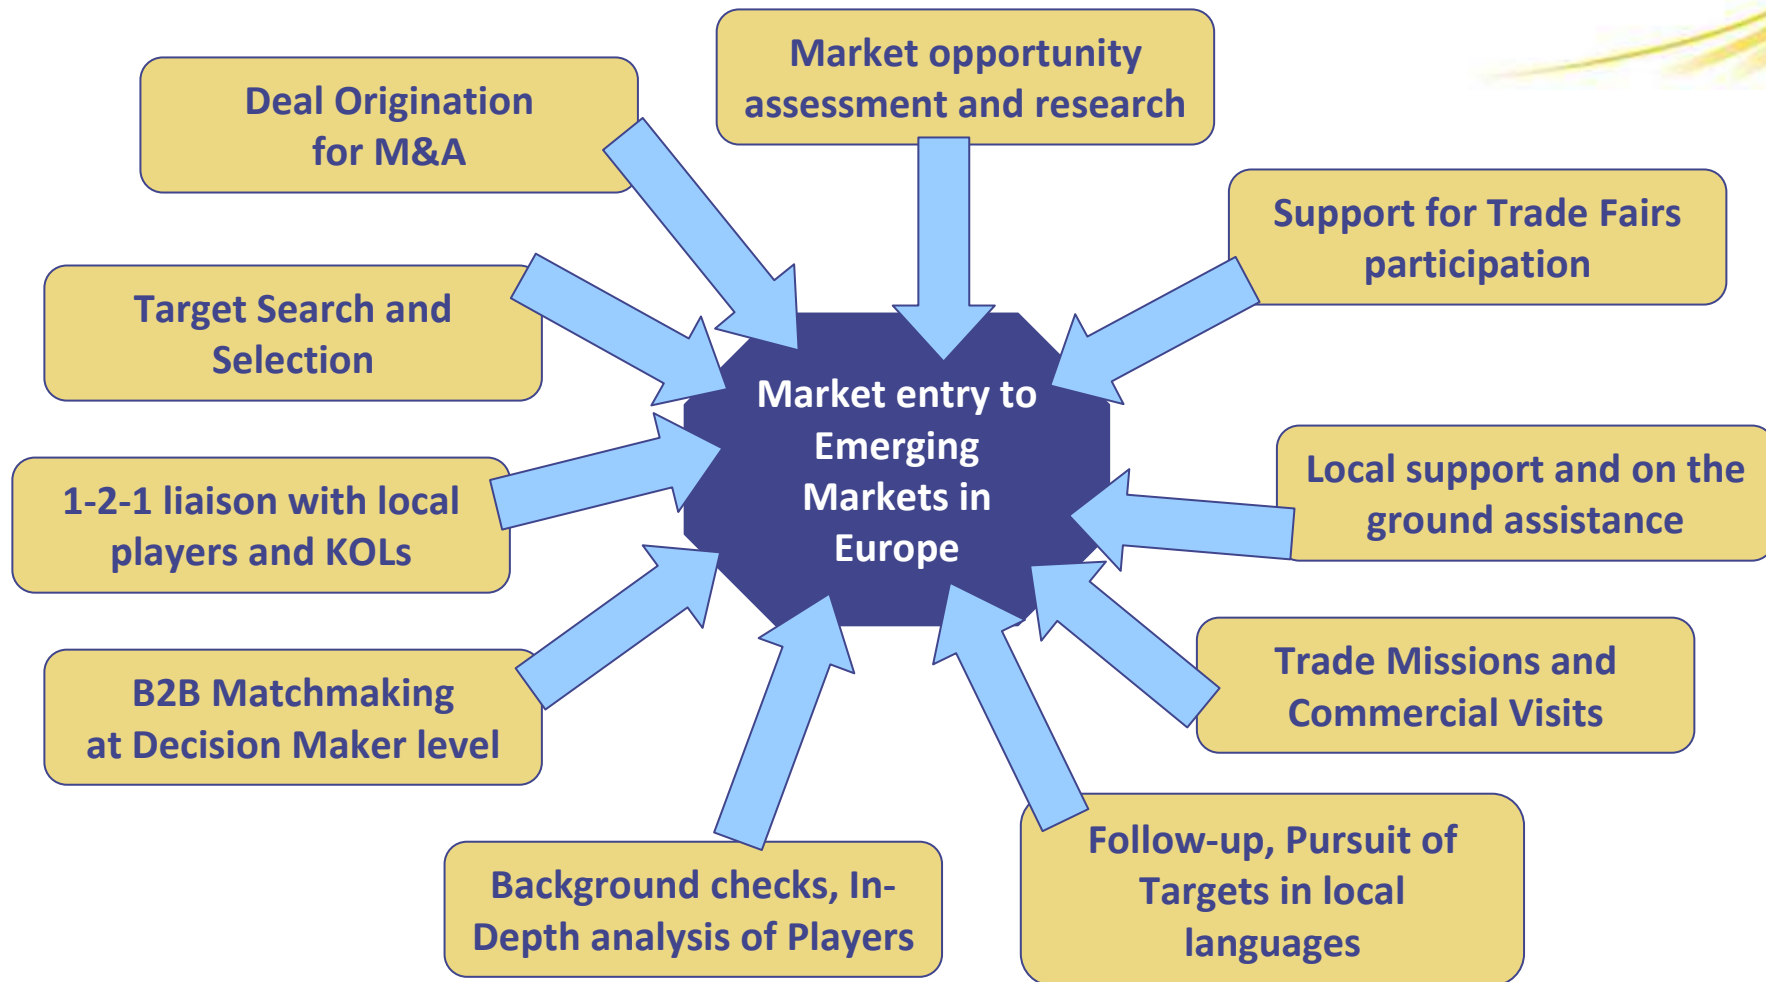 Market opportunity
assessment and research
Deal Origination
for M&A
Support for Trade Fairs
participation
Target Search and
Selection
Market entry to
Emerging
Markets in
Europe
Local support and on the
ground assistance
1-2-1 liaison with local
players and KOLs
Trade Missions and
Commercial Visits
B2B Matchmaking
at Decision Maker level
Follow-up, Pursuit of
Targets in local
languages
Background checks, In-
Depth analysis of Players